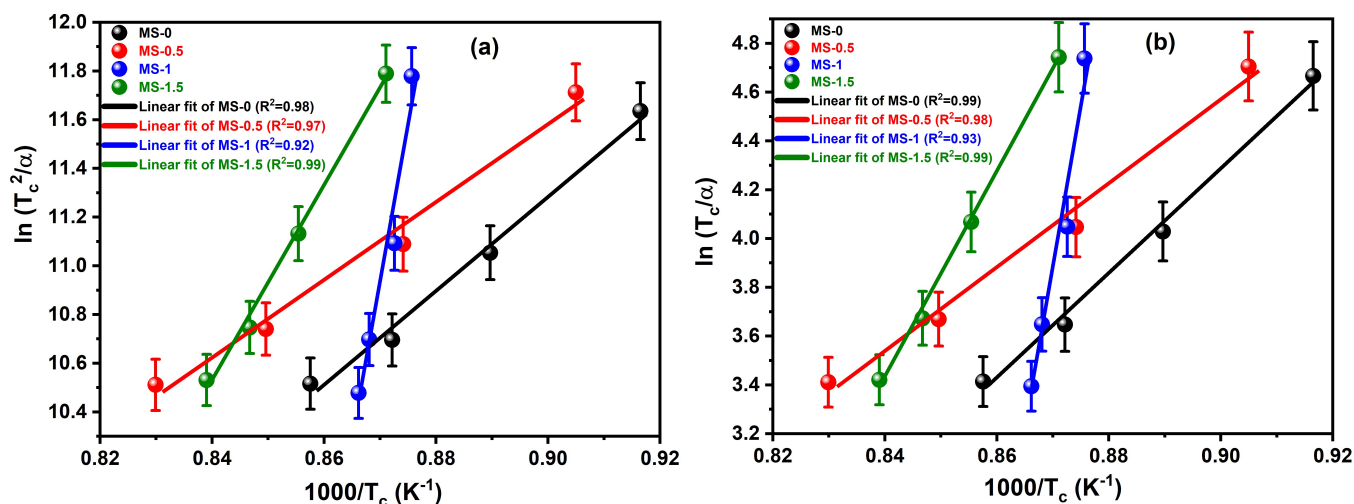 (a)
MS-0
MS-0.5
MS-1
MS-1.5
Linear fit of MS-0 (R²=0.98)
Linear fit of MS-0.5 (R²=0.97)
Linear fit of MS-1 (R²=0.92)
Linear fit of MS-1.5 (R²=0.99)
ln (T_c²/α)
12.0
11.8
11.6
11.4
11.2
11.0
10.8
10.6
10.4
0.82 0.84 0.86 0.88 0.90 0.92
1000/T_c (K⁻¹)
(b)
MS-0
MS-0.5
MS-1
MS-1.5
Linear fit of MS-0 (R²=0.99)
Linear fit of MS-0.5 (R²=0.98)
Linear fit of MS-1 (R²=0.93)
Linear fit of MS-1.5 (R²=0.99)
ln (T_c/α)
4.8
4.6
4.4
4.2
4.0
3.8
3.6
3.4
3.2
0.82 0.84 0.86 0.88 0.90 0.92
1000/T_c (K⁻¹)